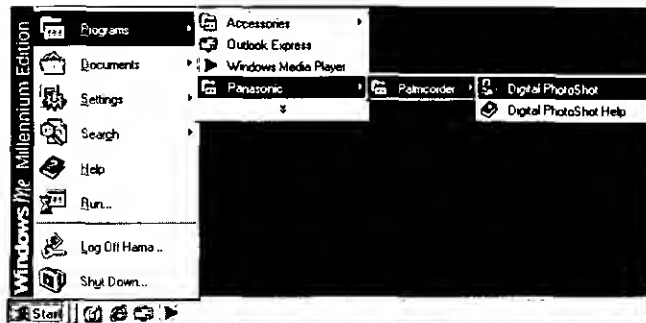 Windows Me Millennium Edition
Programs
Documents
Settings
Search
Help
Run...
Log Off Hama...
Shut Down...
Accessories
Outlook Express
Windows Media Player
Panasonic
Palmcorder
Digital PhotoShot
Digital PhotoShot Help
Start